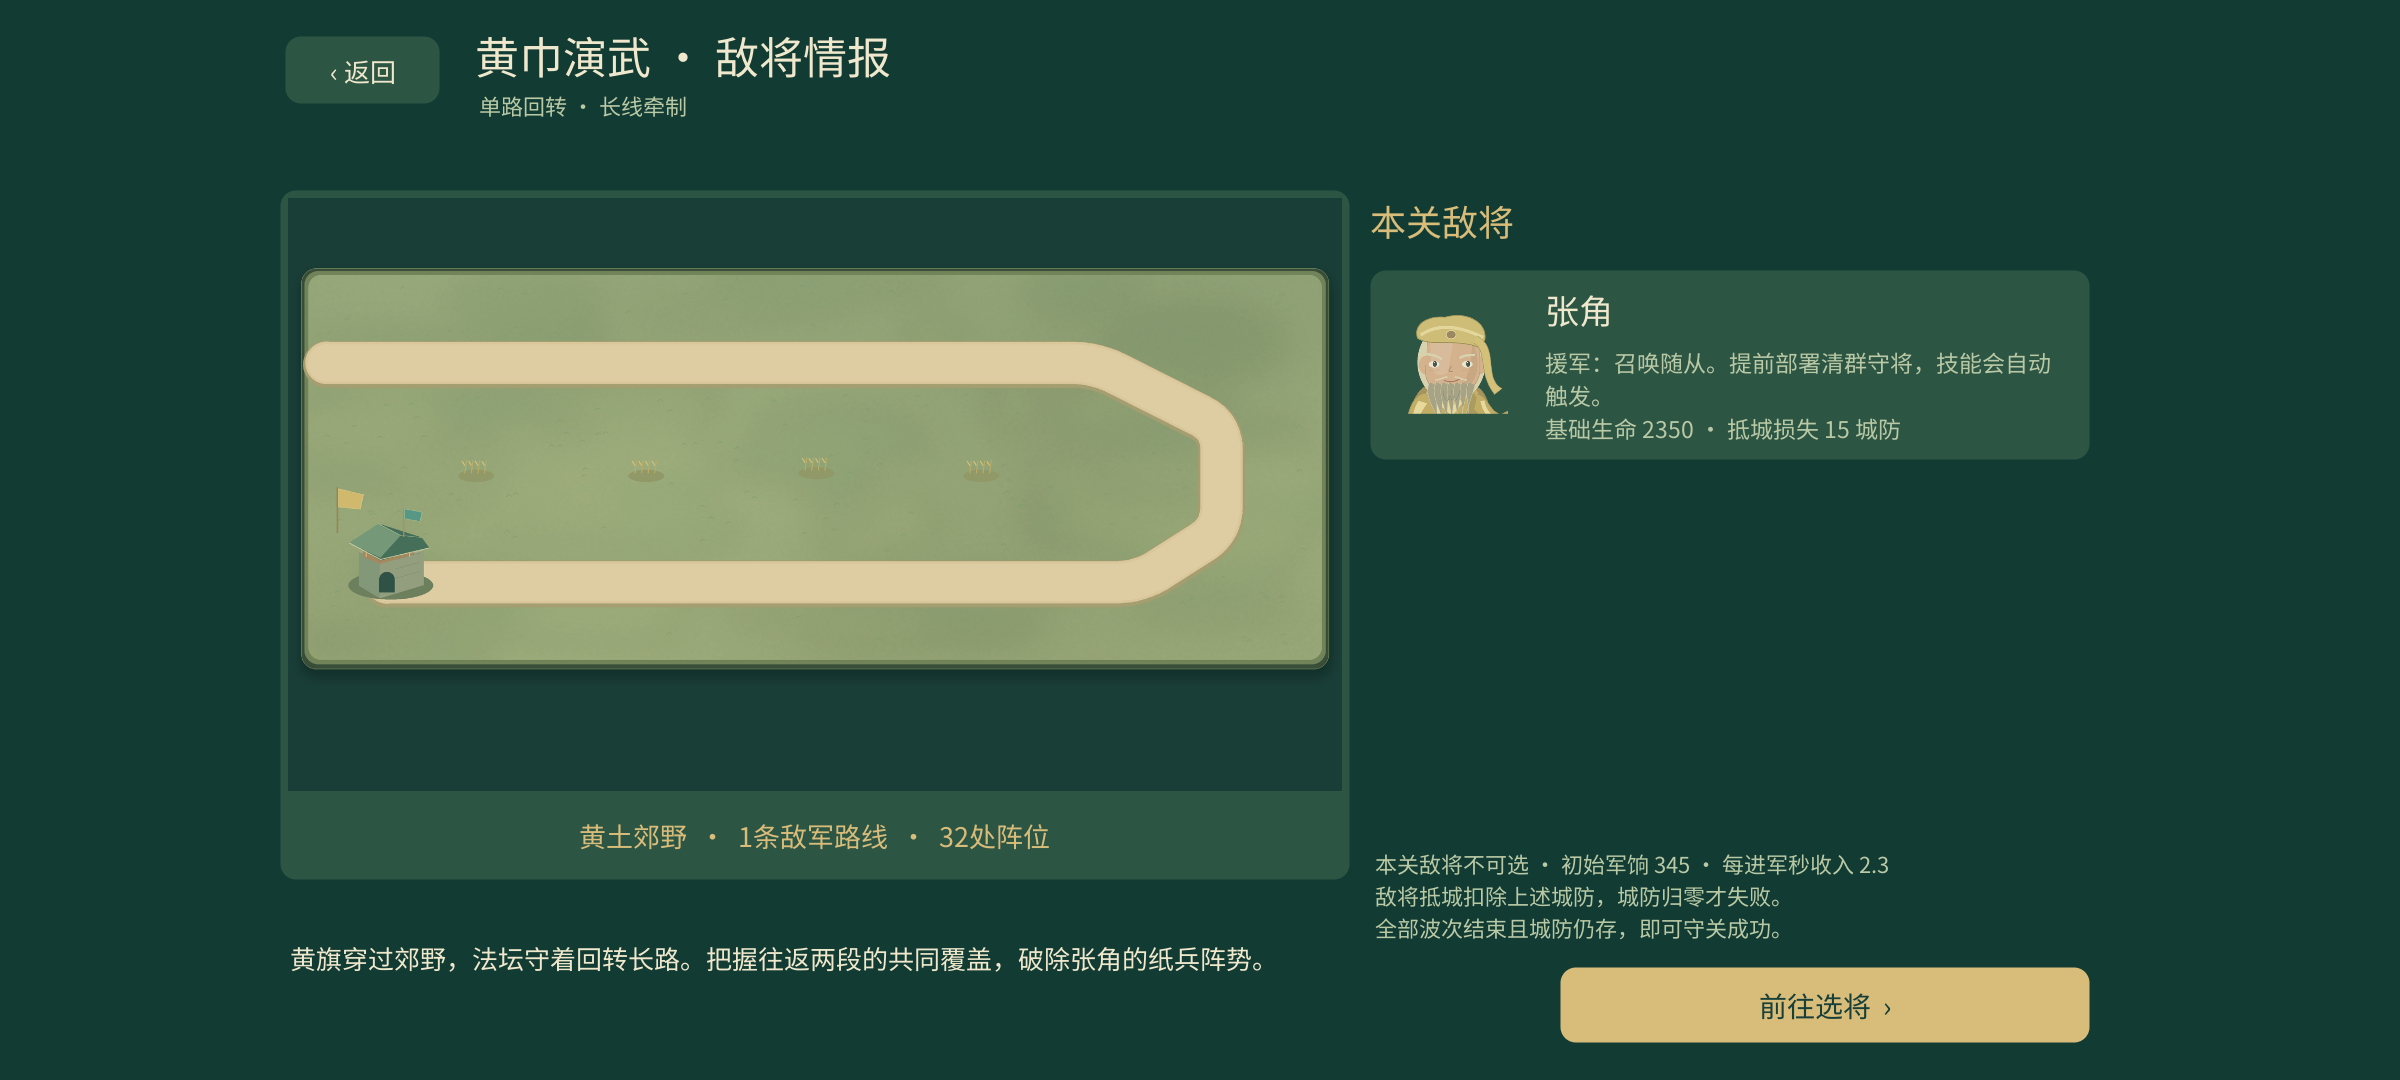 ‹ 返回
黄巾演武 · 敌将情报
单路回转 · 长线牵制
本关敌将
张角
援军：召唤随从。提前部署清群守将，技能会自动
触发。
基础生命 2350 · 抵城损失 15 城防
黄土郊野 · 1条敌军路线 · 32处阵位
黄旗穿过郊野，法坛守着回转长路。把握往返两段的共同覆盖，破除张角的纸兵阵势。
本关敌将不可选 · 初始军饷 345 · 每进军秒收入 2.3
敌将抵城扣除上述城防，城防归零才失败。
全部波次结束且城防仍存，即可守关成功。
前往选将 ›